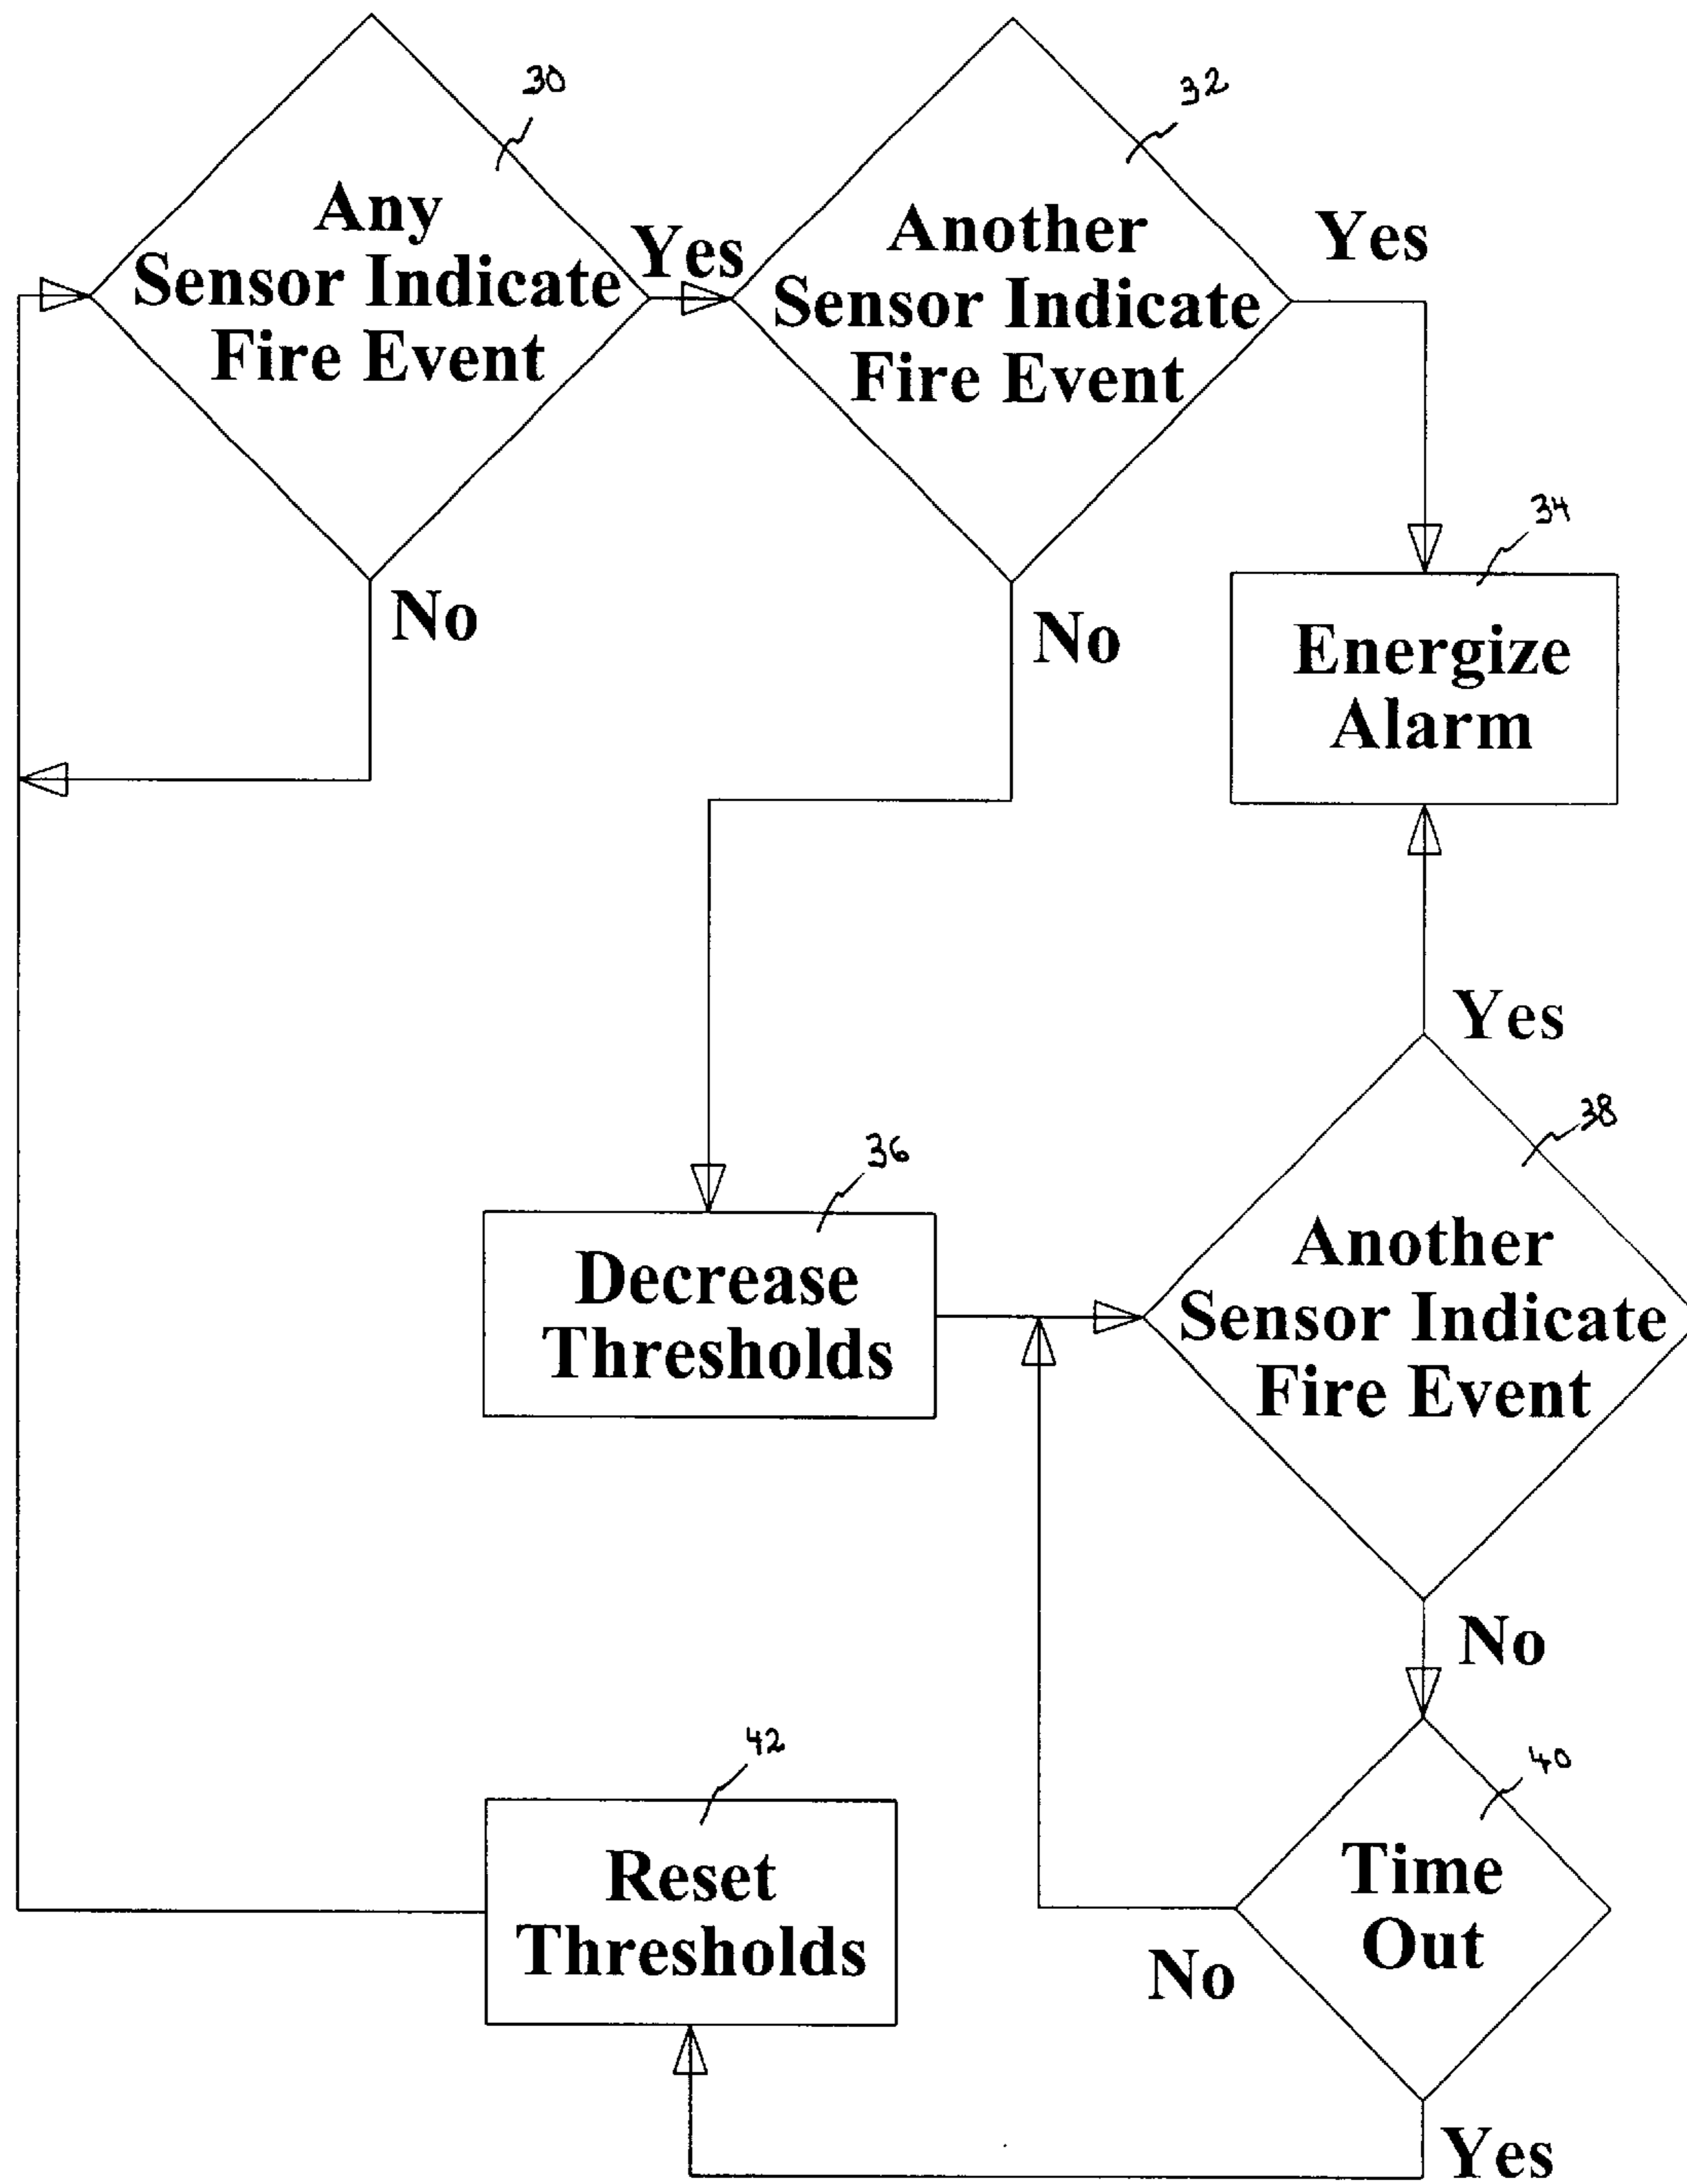 30
Any
Sensor Indicate
Fire Event
Yes
No
32
Another
Sensor Indicate
Fire Event
Yes
No
34
Energize
Alarm
36
Decrease
Thresholds
38
Another
Sensor Indicate
Fire Event
Yes
No
40
Time
Out
No
Yes
42
Reset
Thresholds